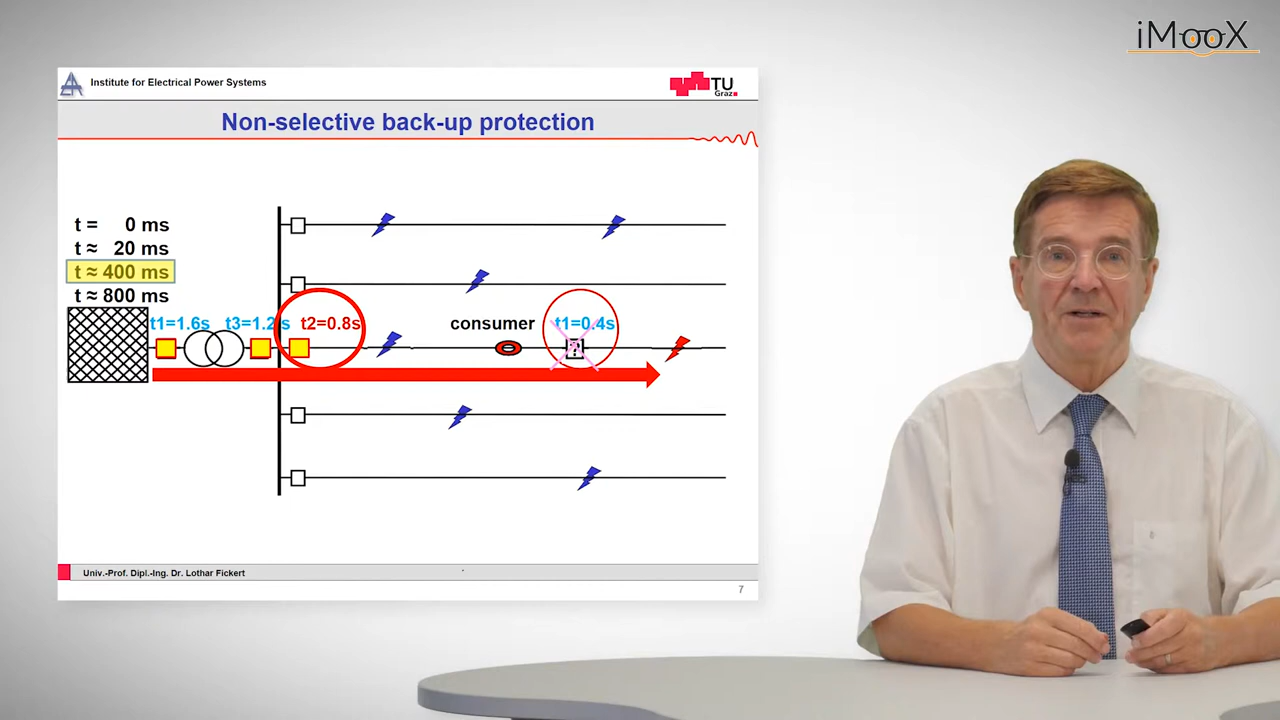 iMooX
Institute for Electrical Power Systems
TU
Graz
Non-selective back-up protection
t = 0 ms
t ≈ 20 ms
t ≈ 400 ms
t ≈ 800 ms
t1=1.6s t3=1.2s t2=0.8s consumer t1=0.4s
Univ.-Prof. Dipl.-Ing. Dr. Lothar Fickert
7